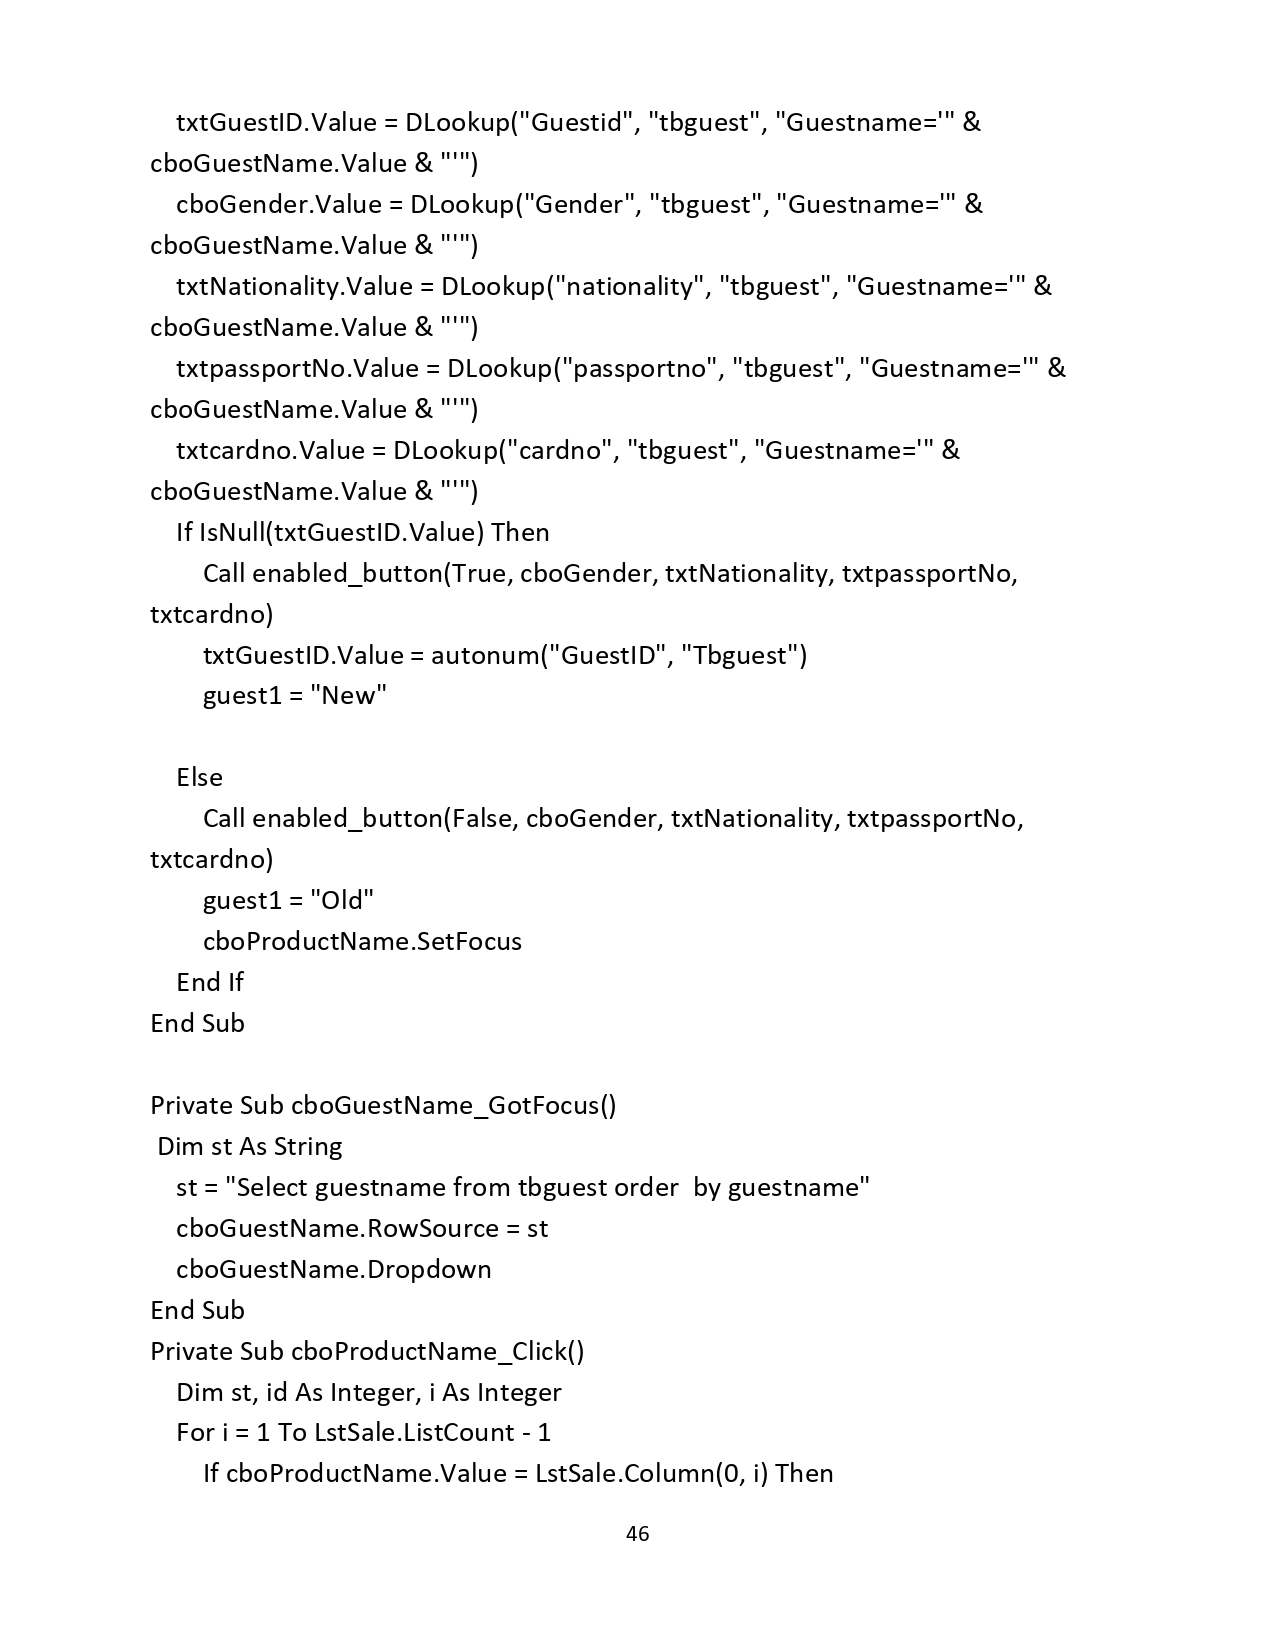 txtGuestID.Value = DLookup("Guestid", "tbguest", "Guestname='" &
cboGuestName.Value & "'")
cboGender.Value = DLookup("Gender", "tbguest", "Guestname='" &
cboGuestName.Value & "'")
txtNationality.Value = DLookup("nationality", "tbguest", "Guestname='" &
cboGuestName.Value & "'")
txtpassportNo.Value = DLookup("passportno", "tbguest", "Guestname='" &
cboGuestName.Value & "'")
txtcardno.Value = DLookup("cardno", "tbguest", "Guestname='" &
cboGuestName.Value & "'")
If IsNull(txtGuestID.Value) Then
Call enabled_button(True, cboGender, txtNationality, txtpassportNo,
txtcardno)
txtGuestID.Value = autonum("GuestID", "Tbguest")
guest1 = "New"
Else
Call enabled_button(False, cboGender, txtNationality, txtpassportNo,
txtcardno)
guest1 = "Old"
cboProductName.SetFocus
End If
End Sub
Private Sub cboGuestName_GotFocus()
Dim st As String
st = "Select guestname from tbguest order  by guestname"
cboGuestName.RowSource = st
cboGuestName.Dropdown
End Sub
Private Sub cboProductName_Click()
Dim st, id As Integer, i As Integer
For i = 1 To LstSale.ListCount - 1
If cboProductName.Value = LstSale.Column(0, i) Then
46